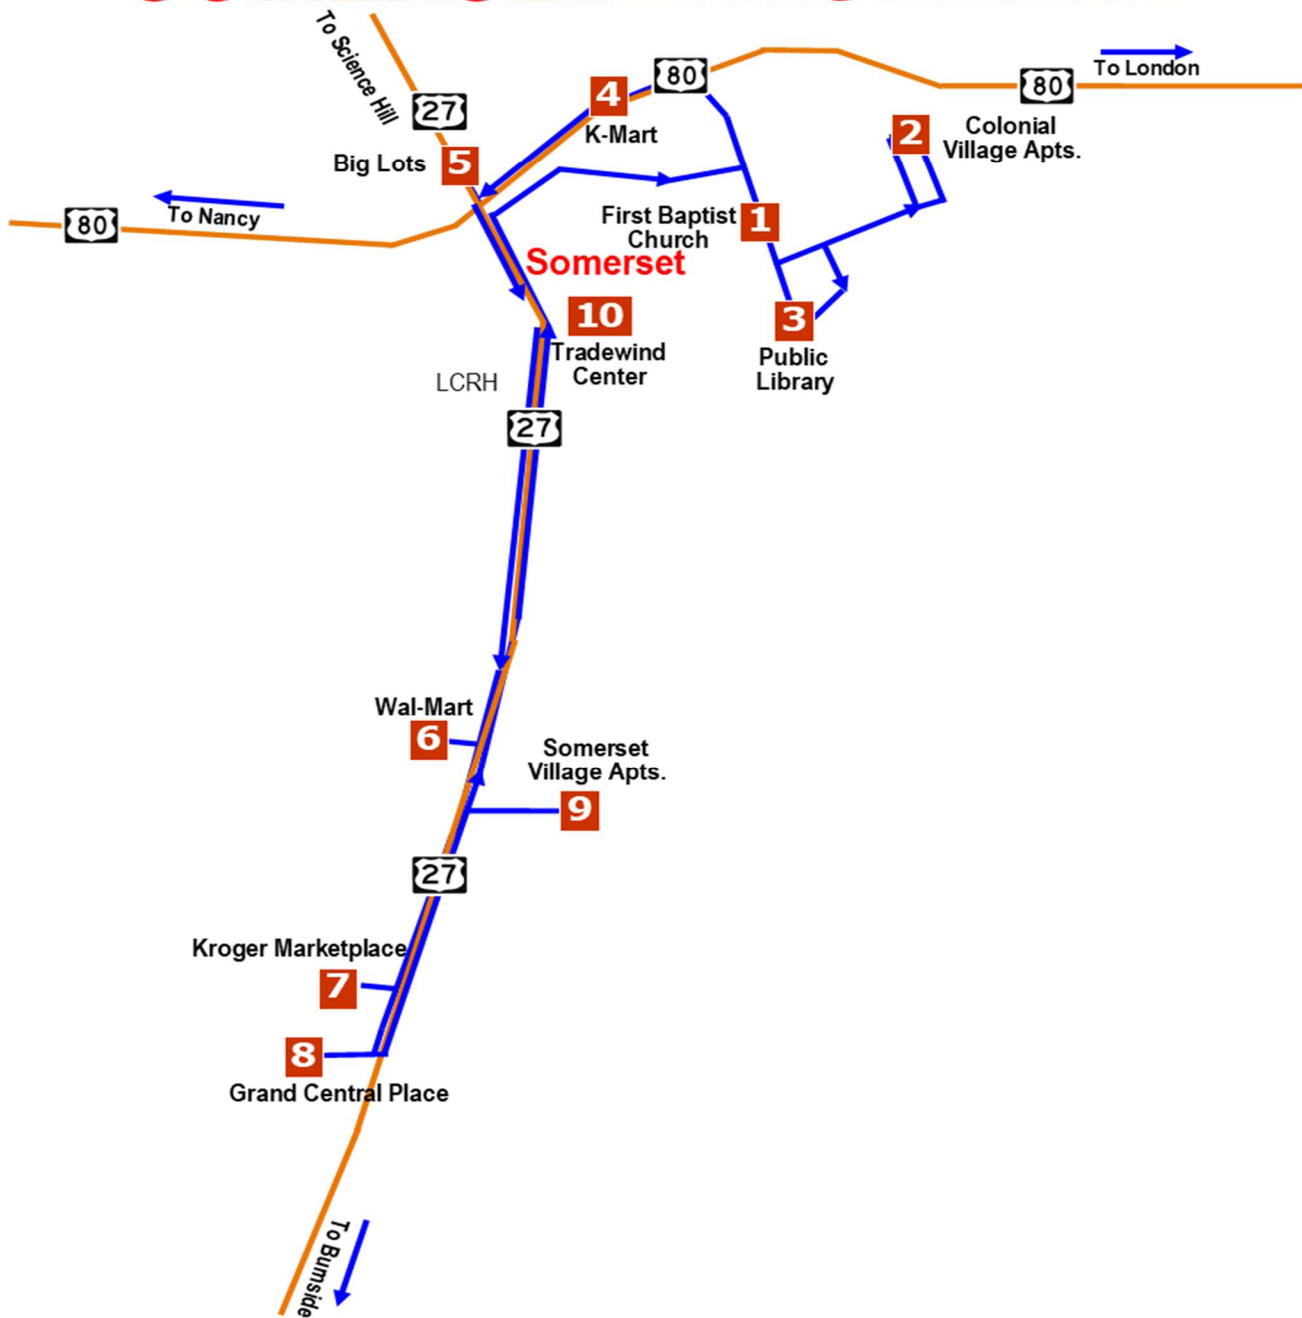 To Science Hill
27
80
To London
80
4
K-Mart
2
Colonial
Village Apts.
Big Lots
5
To Nancy
80
First Baptist
Church
1
Somerset
10
Tradewind
Center
3
Public
Library
LCRH
27
Wal-Mart
6
Somerset
Village Apts.
9
27
Kroger Marketplace
7
8
Grand Central Place
To Burnside